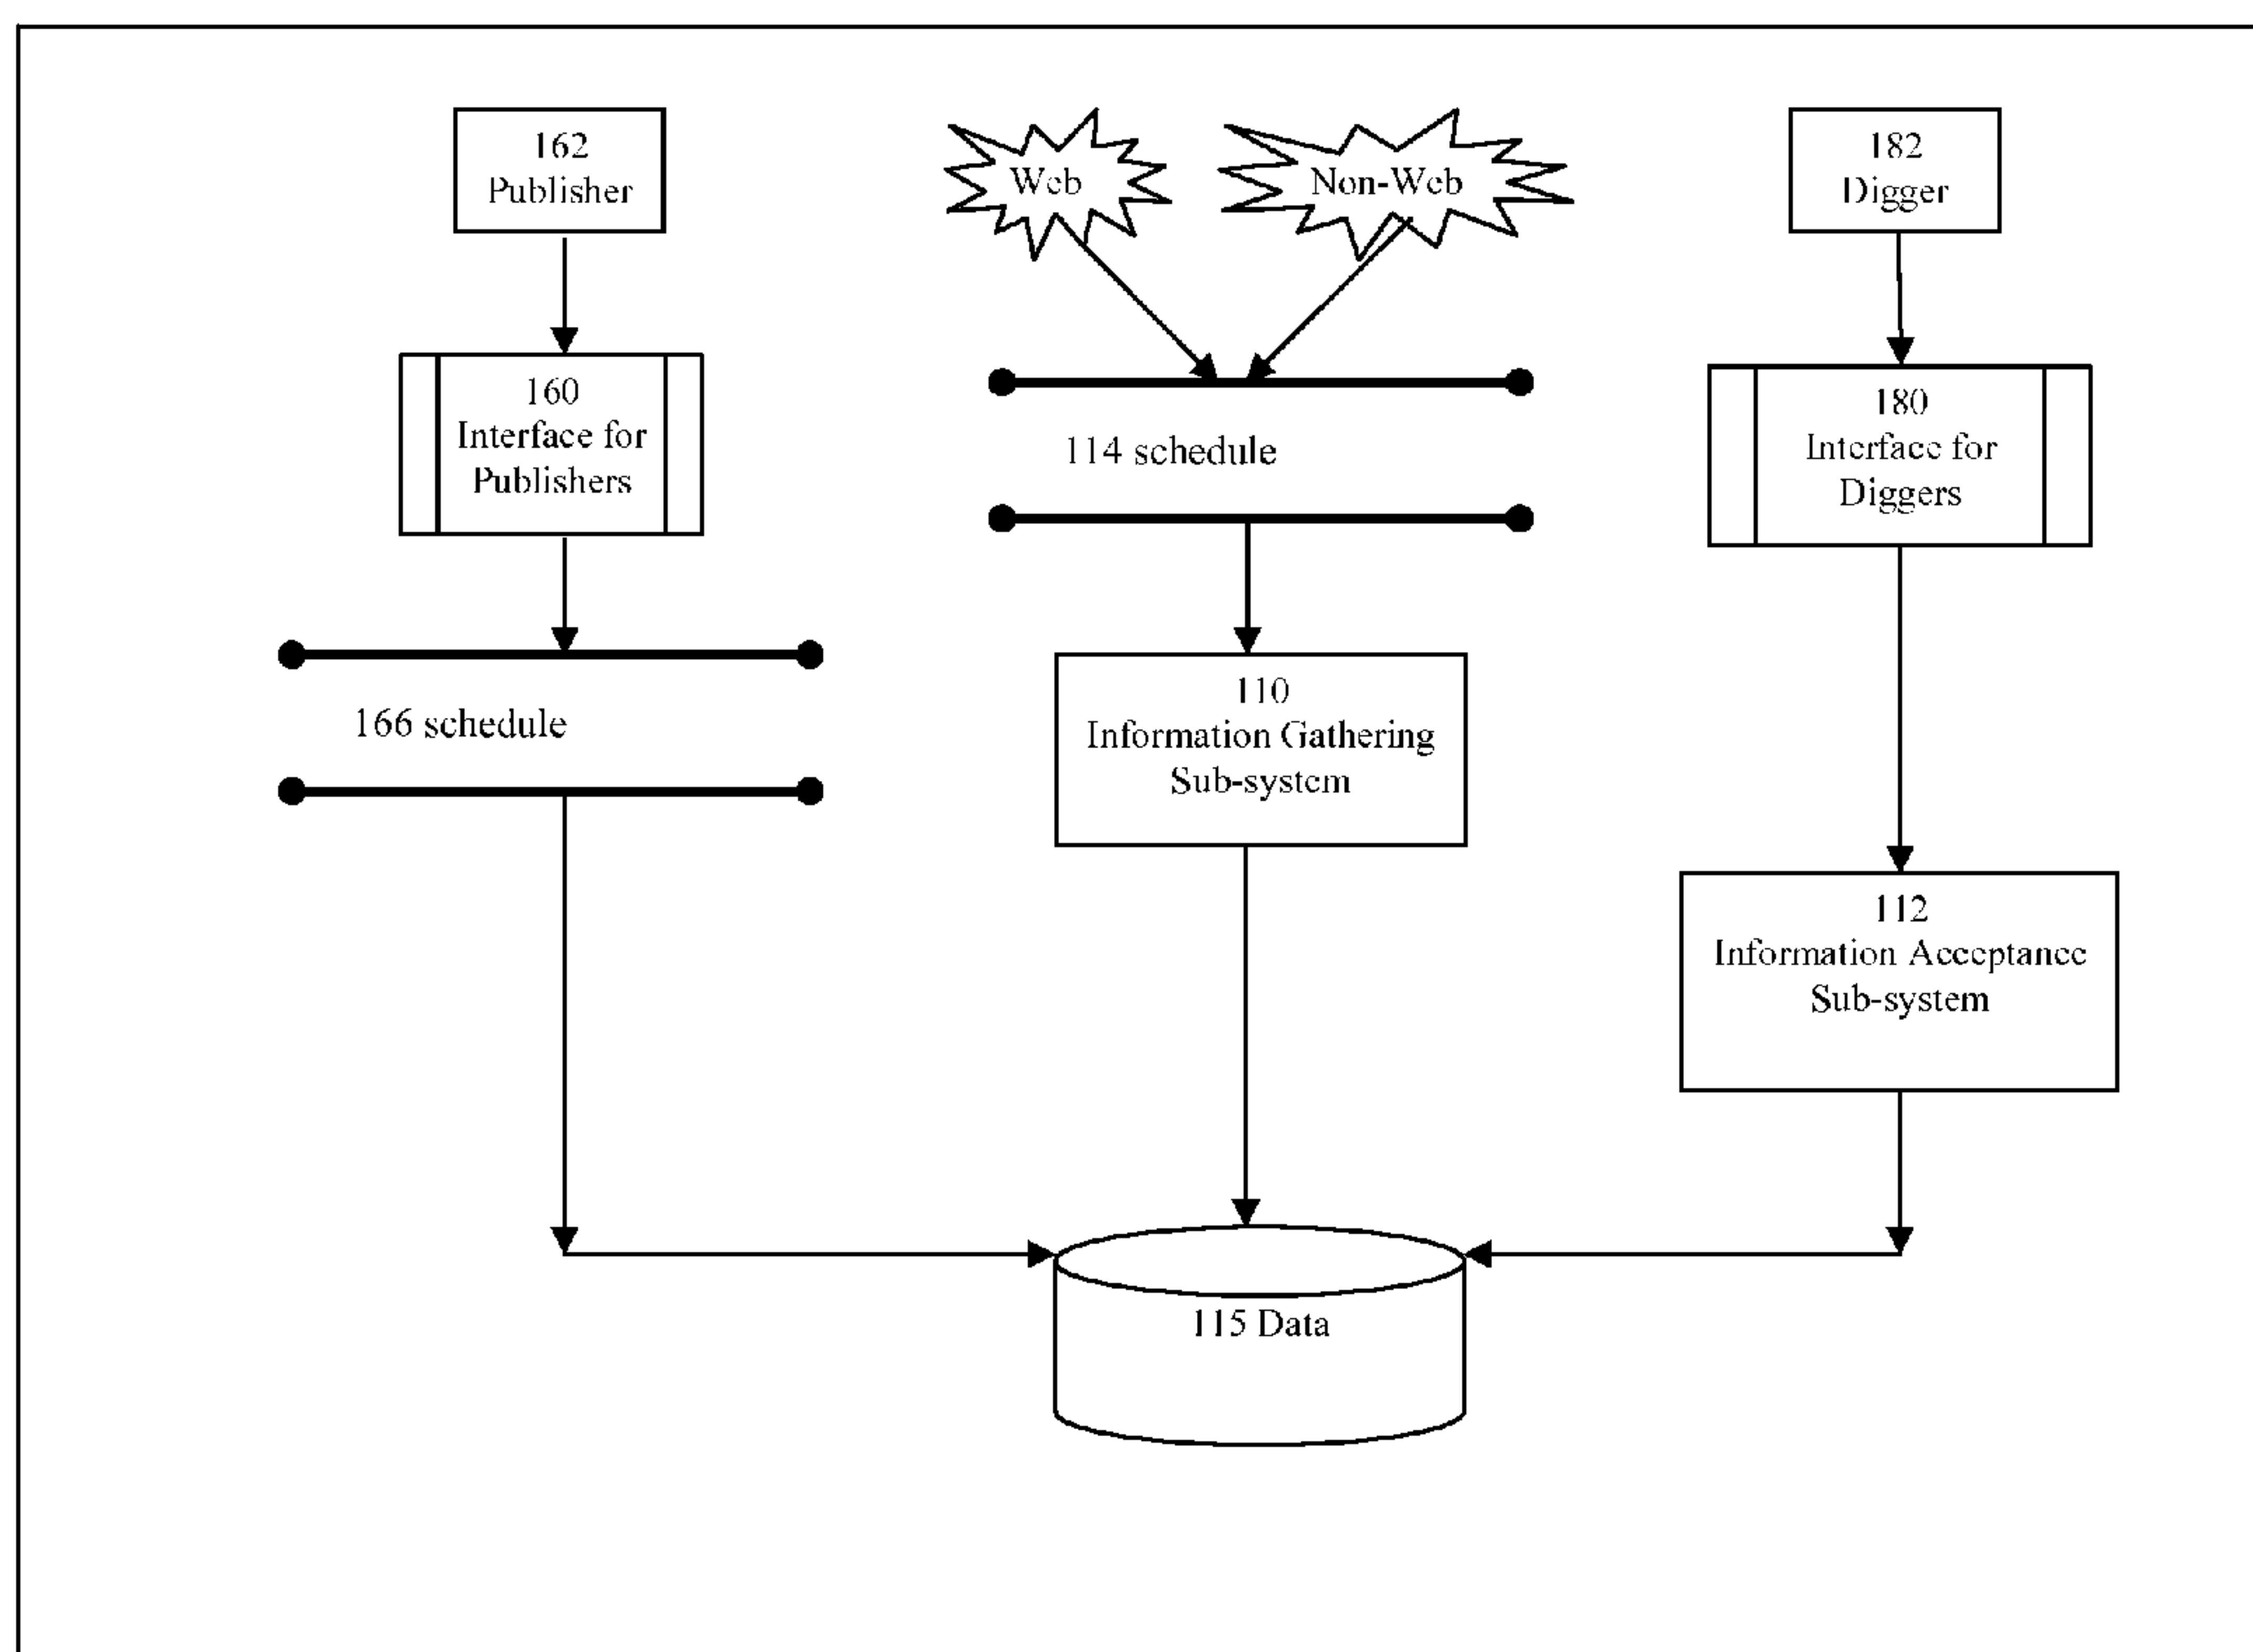 162
Publisher
Web
Non-Web
182
Digger
160
Interface for
Publishers
114 schedule
180
Interface for
Diggers
166 schedule
110
Information Gathering
Sub-system
112
Information Acceptance
Sub-system
115 Data